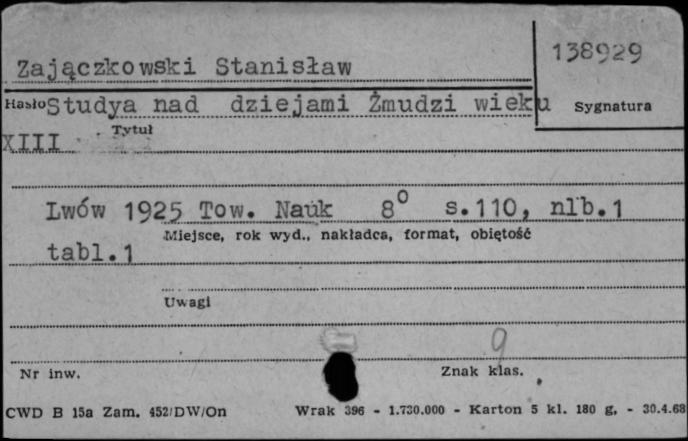 138929
Zajączkowski Stanisław
Hasło Studya nad dziejami Żmudzi wieku Sygnatura
XIII Tytuł
Lwów 1925 Tow. Nauk 8° s.110, nlb.1
Miejsce, rok wyd., nakładca, format, obiętość
tabl.1
Uwagi
9
Nr inw. Znak klas.
CWD B 15a Zam. 452/DW/On Wrak 396 - 1.730.000 - Karton 5 kl. 180 g. - 30.4.68